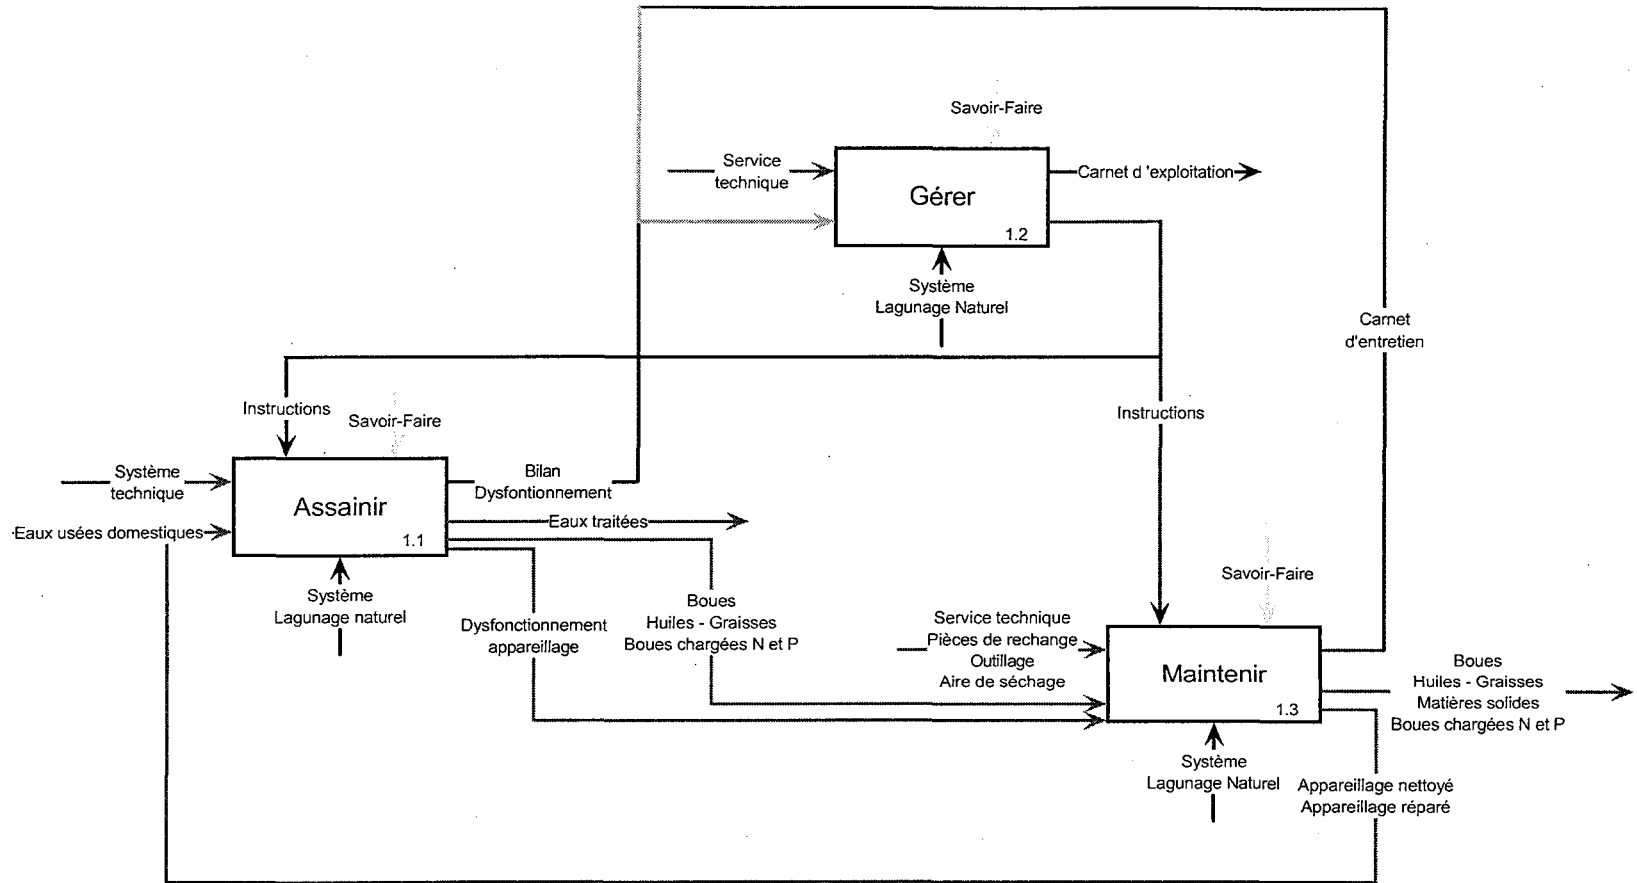 Savoir-Faire
Service
technique
Gérer
1.2
Carnet d 'exploitation
Système
Lagunage Naturel
Carnet
d'entretien
Instructions
Savoir-Faire
Instructions
Système
technique
Eaux usées domestiques
Assainir
1.1
Bilan
Dysfontionnement
Eaux traitées
Système
Lagunage naturel
Dysfonctionnement
appareillage
Boues
Huiles - Graisses
Boues chargées N et P
Savoir-Faire
Service technique
Pièces de rechange
Outillage
Aire de séchage
Maintenir
1.3
Boues
Huiles - Graisses
Matières solides
Boues chargées N et P
Système
Lagunage Naturel
Appareillage nettoyé
Appareillage réparé